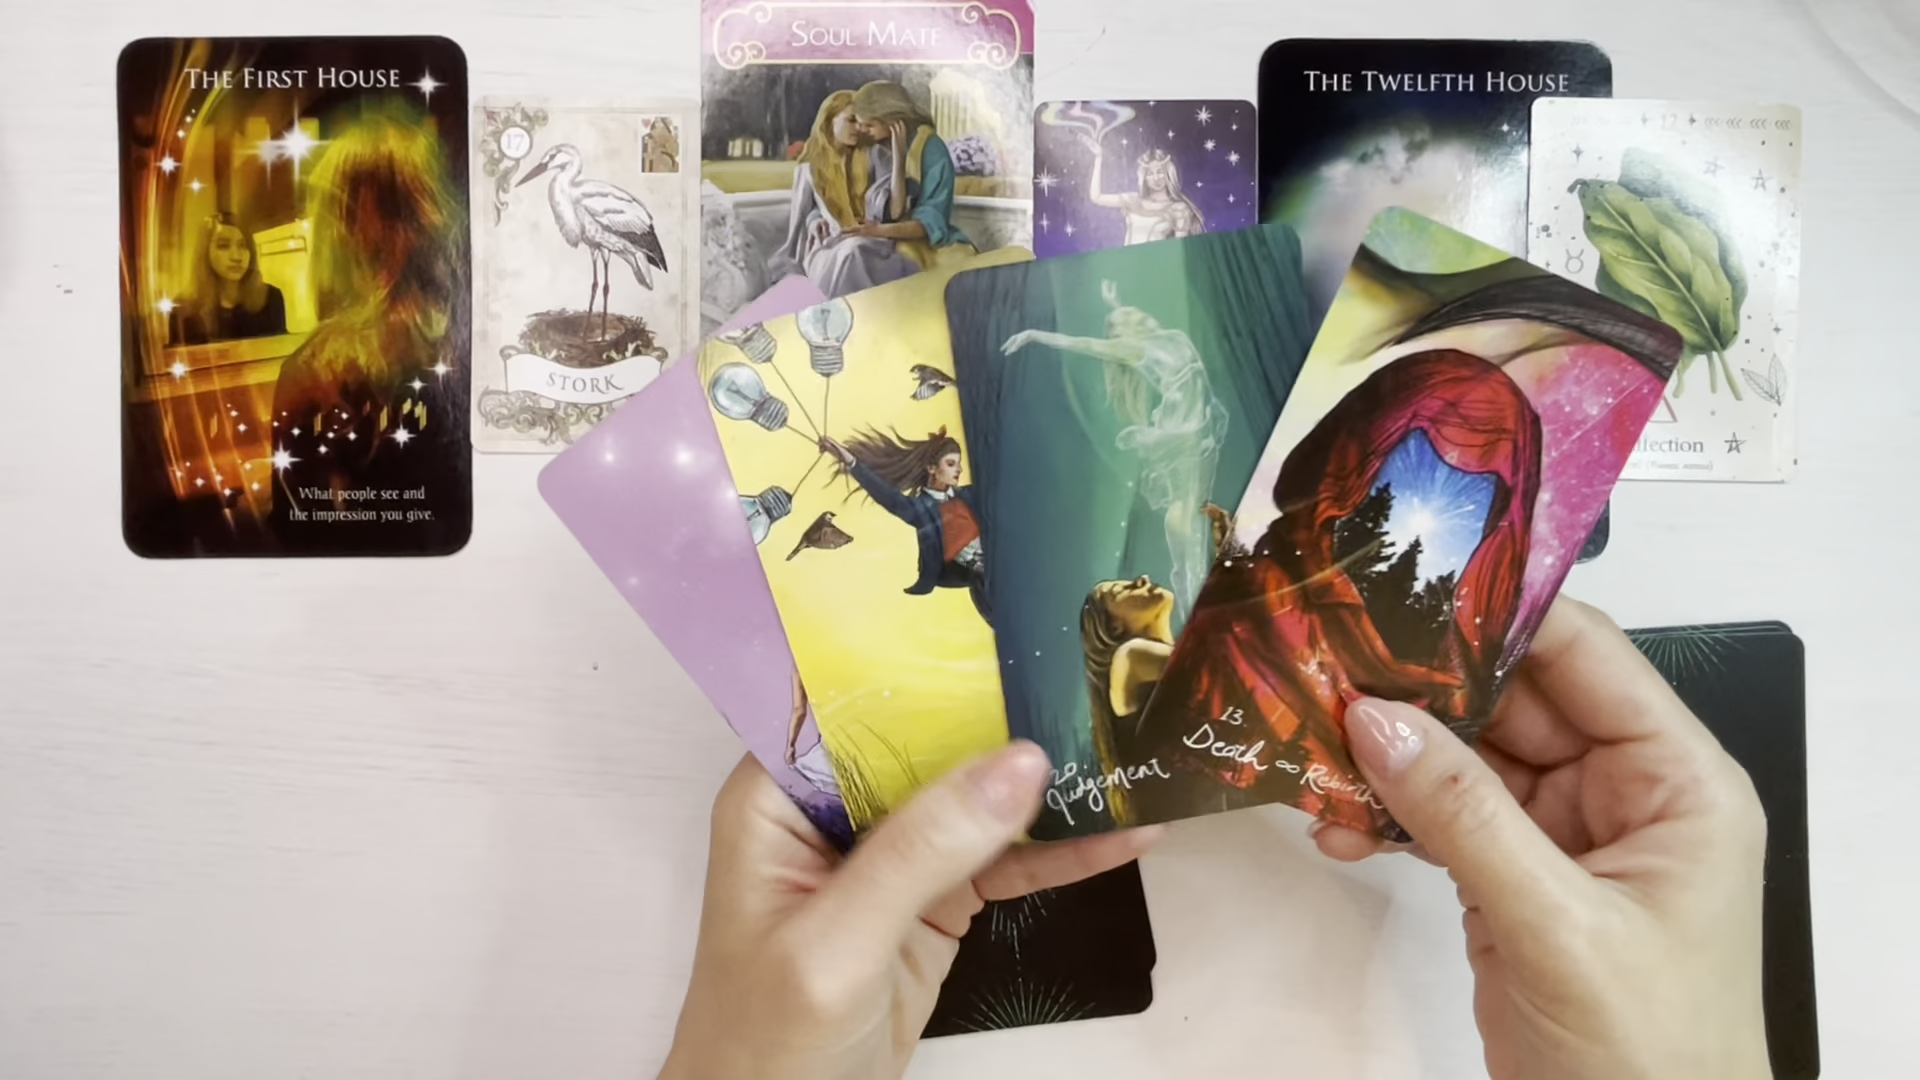 THE FIRST HOUSE
What people see and
the impression you give.
17
STORK
SOUL MATE
THE TWELFTH HOUSE
12
llection
20.
Judgement
13.
Death ∞ Rebirth